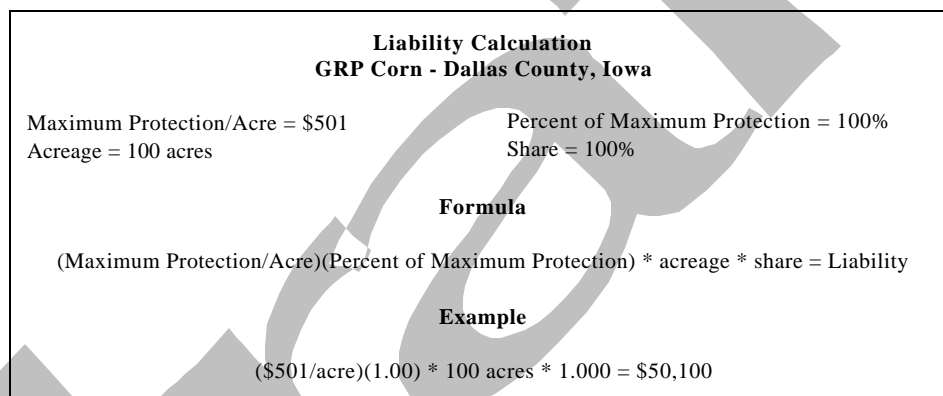 Liability Calculation
GRP Corn - Dallas County, Iowa
Maximum Protection/Acre = $501
Percent of Maximum Protection = 100%
Acreage = 100 acres
Share = 100%
Formula
(Maximum Protection/Acre)(Percent of Maximum Protection) * acreage * share = Liability
Example
($501/acre)(1.00) * 100 acres * 1.000 = $50,100